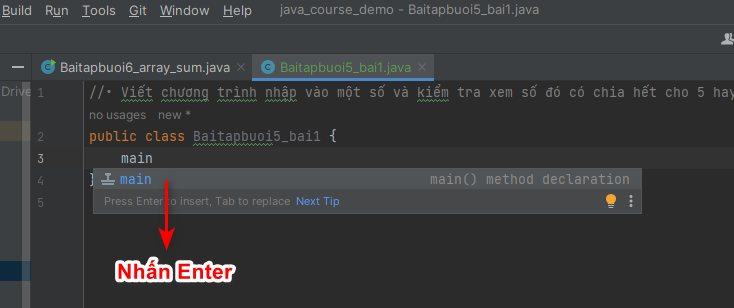 Build Run Tools Git Window Help java_course_demo - Baitapbuoi5_bai1.java
Baitapbuoi6_array_sum.java Baitapbuoi5_bai1.java
Drive
1 //• Viết chương trình nhập vào một số và kiểm tra xem số đó có chia hết cho 5 hay
no usages new *
2 public class Baitapbuoi5_bai1 {
3 main
4 }
main main() method declaration
Press Enter to insert, Tab to replace Next Tip
5
Nhấn Enter